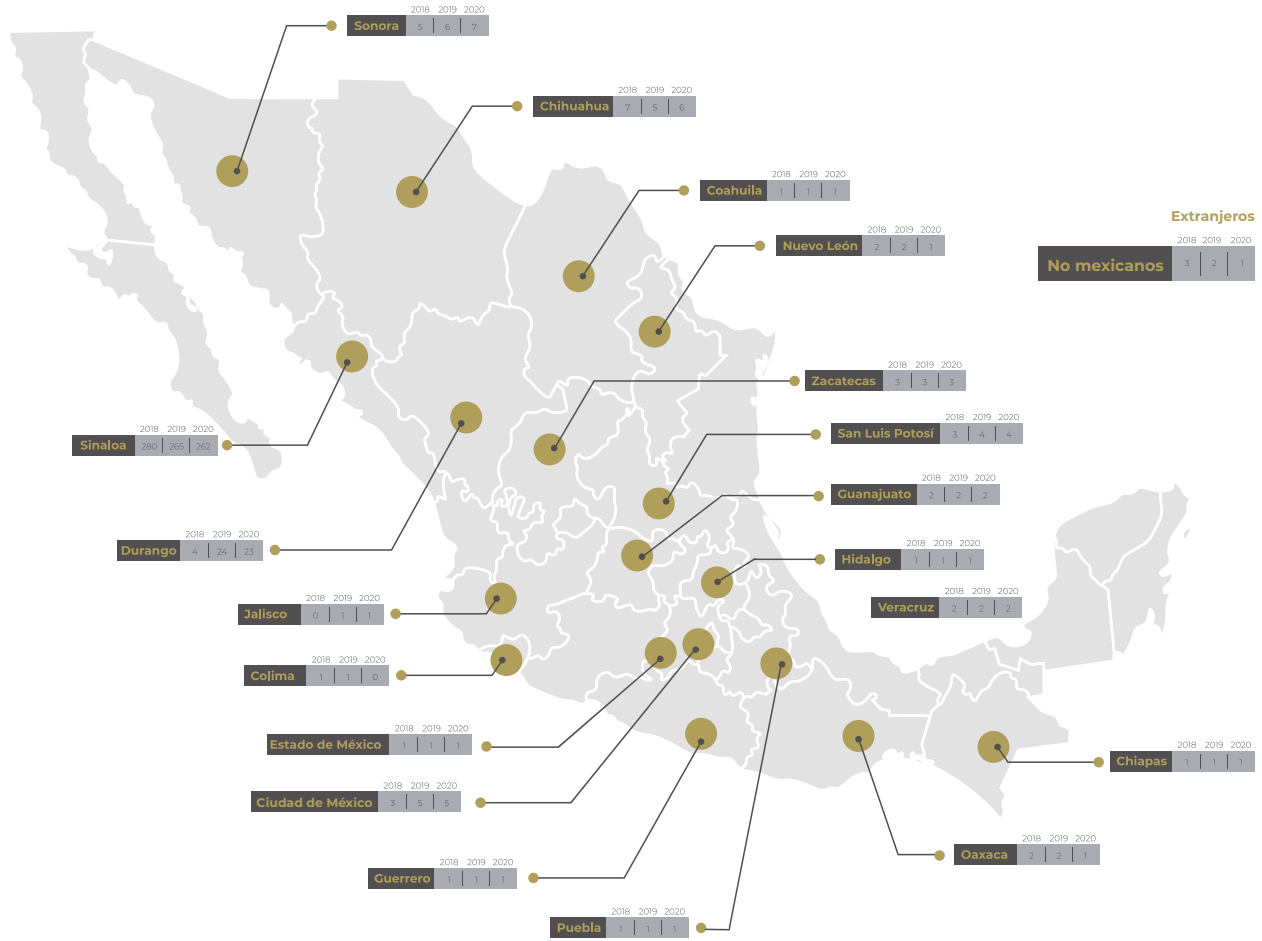 2018 2019 2020
Sonora 5 6 7
2018 2019 2020
Chihuahua 7 5 6
2018 2019 2020
Coahuila 1 1 1
Extranjeros
2018 2019 2020
Nuevo León 2 2 1
2018 2019 2020
No mexicanos 3 2 1
2018 2019 2020
Zacatecas 3 3 3
2018 2019 2020
San Luis Potosí 3 4 4
2018 2019 2020
Sinaloa 280 265 262
2018 2019 2020
Guanajuato 2 2 2
2018 2019 2020
Durango 4 24 23
2018 2019 2020
Hidalgo 1 1 1
2018 2019 2020
Veracruz 2 2 2
2018 2019 2020
Jalisco 0 1 1
2018 2019 2020
Colima 1 1 0
2018 2019 2020
Estado de México 1 1 1
2018 2019 2020
Chiapas 1 1 1
2018 2019 2020
Ciudad de México 3 5 5
2018 2019 2020
Oaxaca 2 2 1
2018 2019 2020
Guerrero 1 1 1
2018 2019 2020
Puebla 1 1 1